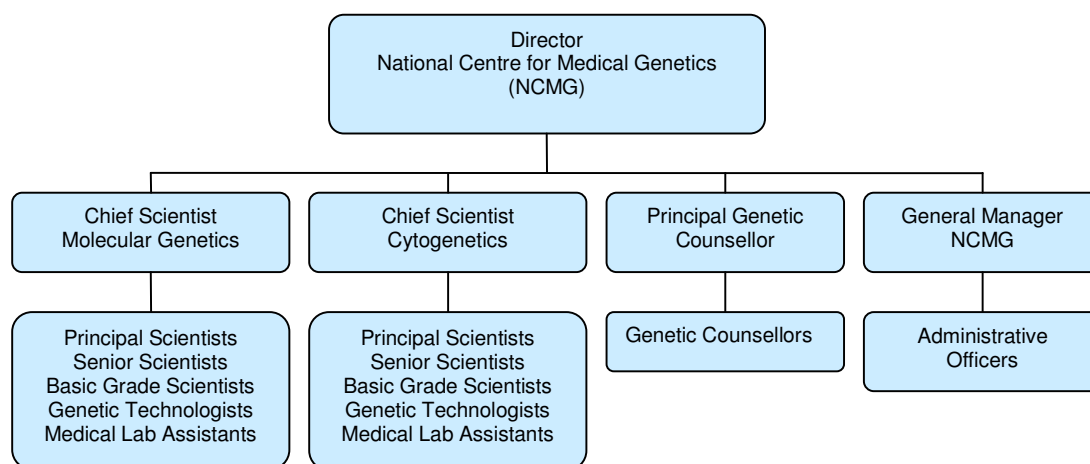 Director
National Centre for Medical Genetics
(NCMG)
Chief Scientist
Molecular Genetics
Chief Scientist
Cytogenetics
Principal Genetic
Counsellor
General Manager
NCMG
Principal Scientists
Senior Scientists
Basic Grade Scientists
Genetic Technologists
Medical Lab Assistants
Principal Scientists
Senior Scientists
Basic Grade Scientists
Genetic Technologists
Medical Lab Assistants
Genetic Counsellors
Administrative
Officers